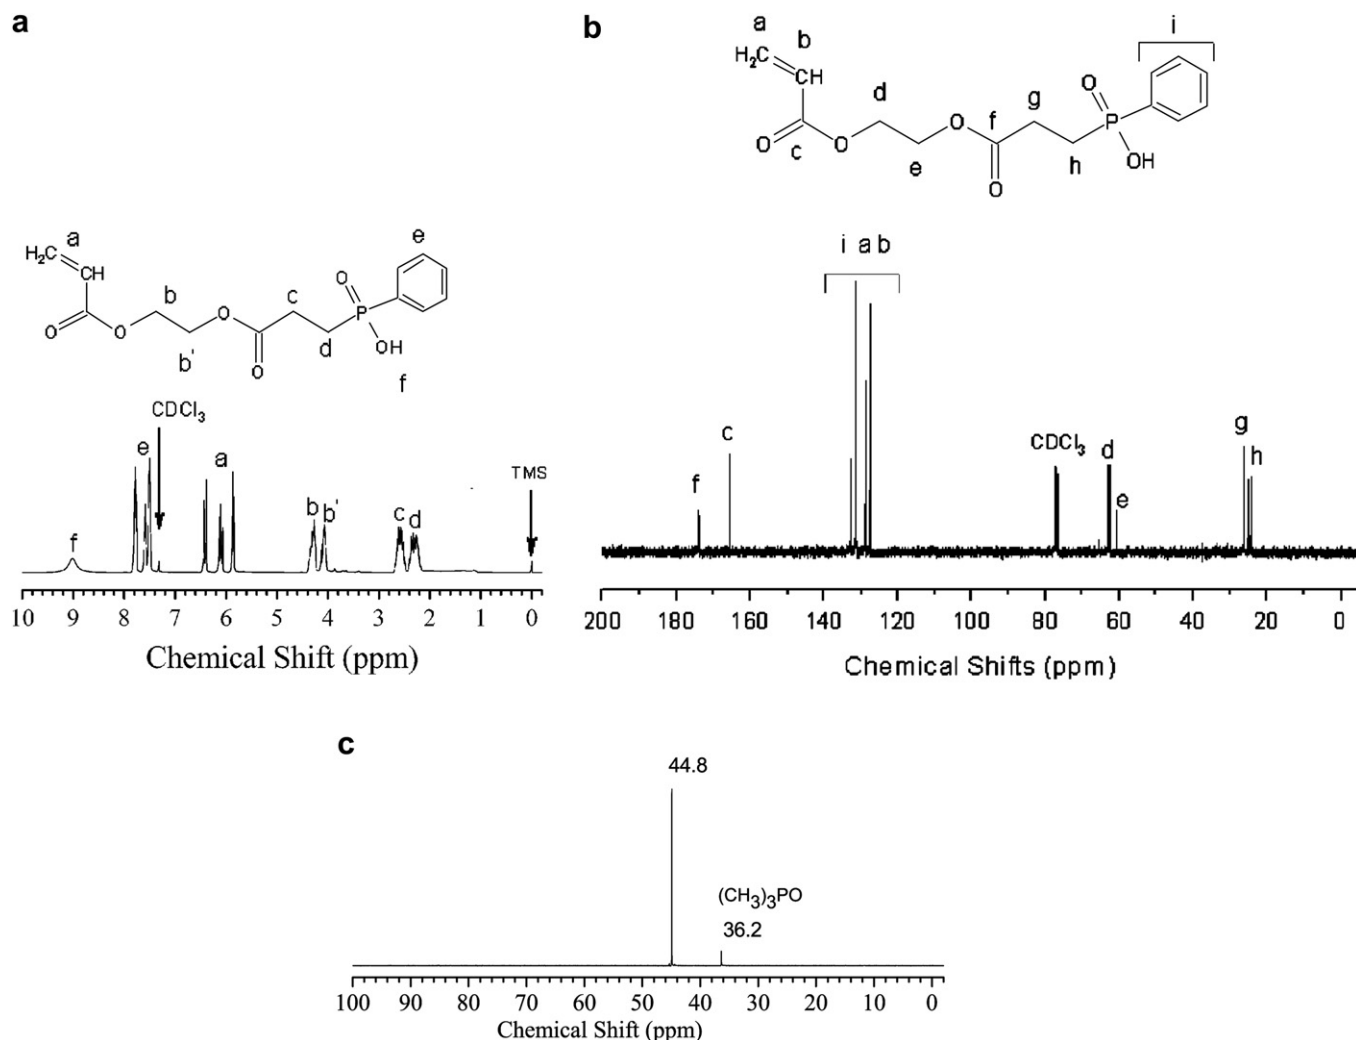 a
H₂C
a
CH
O
O
b
b'
O
O
c
d
O
P
OH
e
f
CDCl₃
TMS
f
e
a
b
b'
c
d
10 9 8 7 6 5 4 3 2 1 0
Chemical Shift (ppm)
b
a
H₂C
b
CH
O
c
O
d
e
O
f
O
g
h
O
P
OH
i
i a b
f
c
CDCl₃
d
e
g
h
200 180 160 140 120 100 80 60 40 20 0
Chemical Shifts (ppm)
c
44.8
(CH₃)₃PO
36.2
100 90 80 70 60 50 40 30 20 10 0
Chemical Shift (ppm)